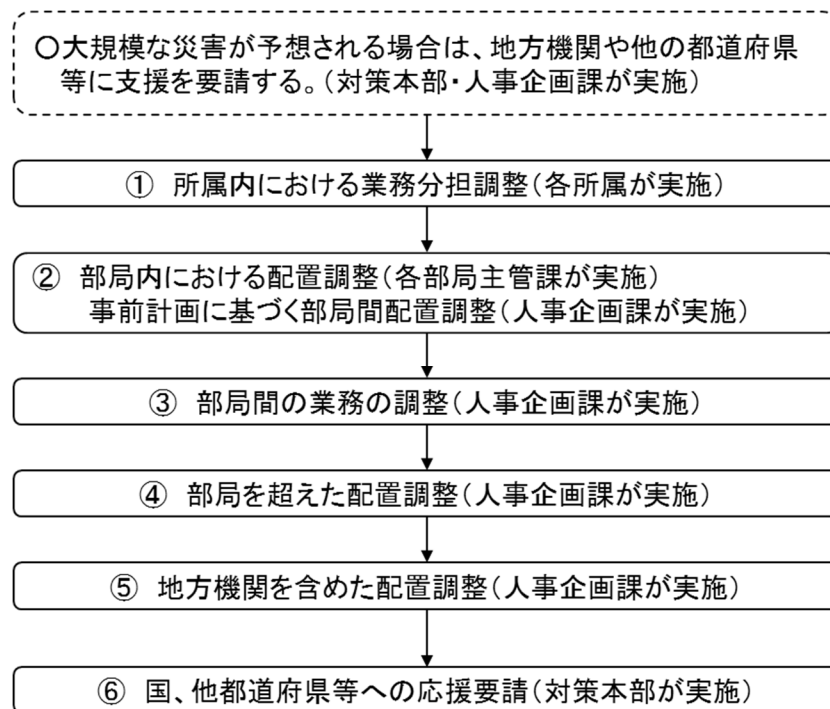 ○大規模な災害が予想される場合は、地方機関や他の都道府県
等に支援を要請する。(対策本部・人事企画課が実施)
① 所属内における業務分担調整(各所属が実施)
② 部局内における配置調整(各部局主管課が実施)
事前計画に基づく部局間配置調整(人事企画課が実施)
③ 部局間の業務の調整(人事企画課が実施)
④ 部局を超えた配置調整(人事企画課が実施)
⑤ 地方機関を含めた配置調整(人事企画課が実施)
⑥ 国、他都道府県等への応援要請(対策本部が実施)